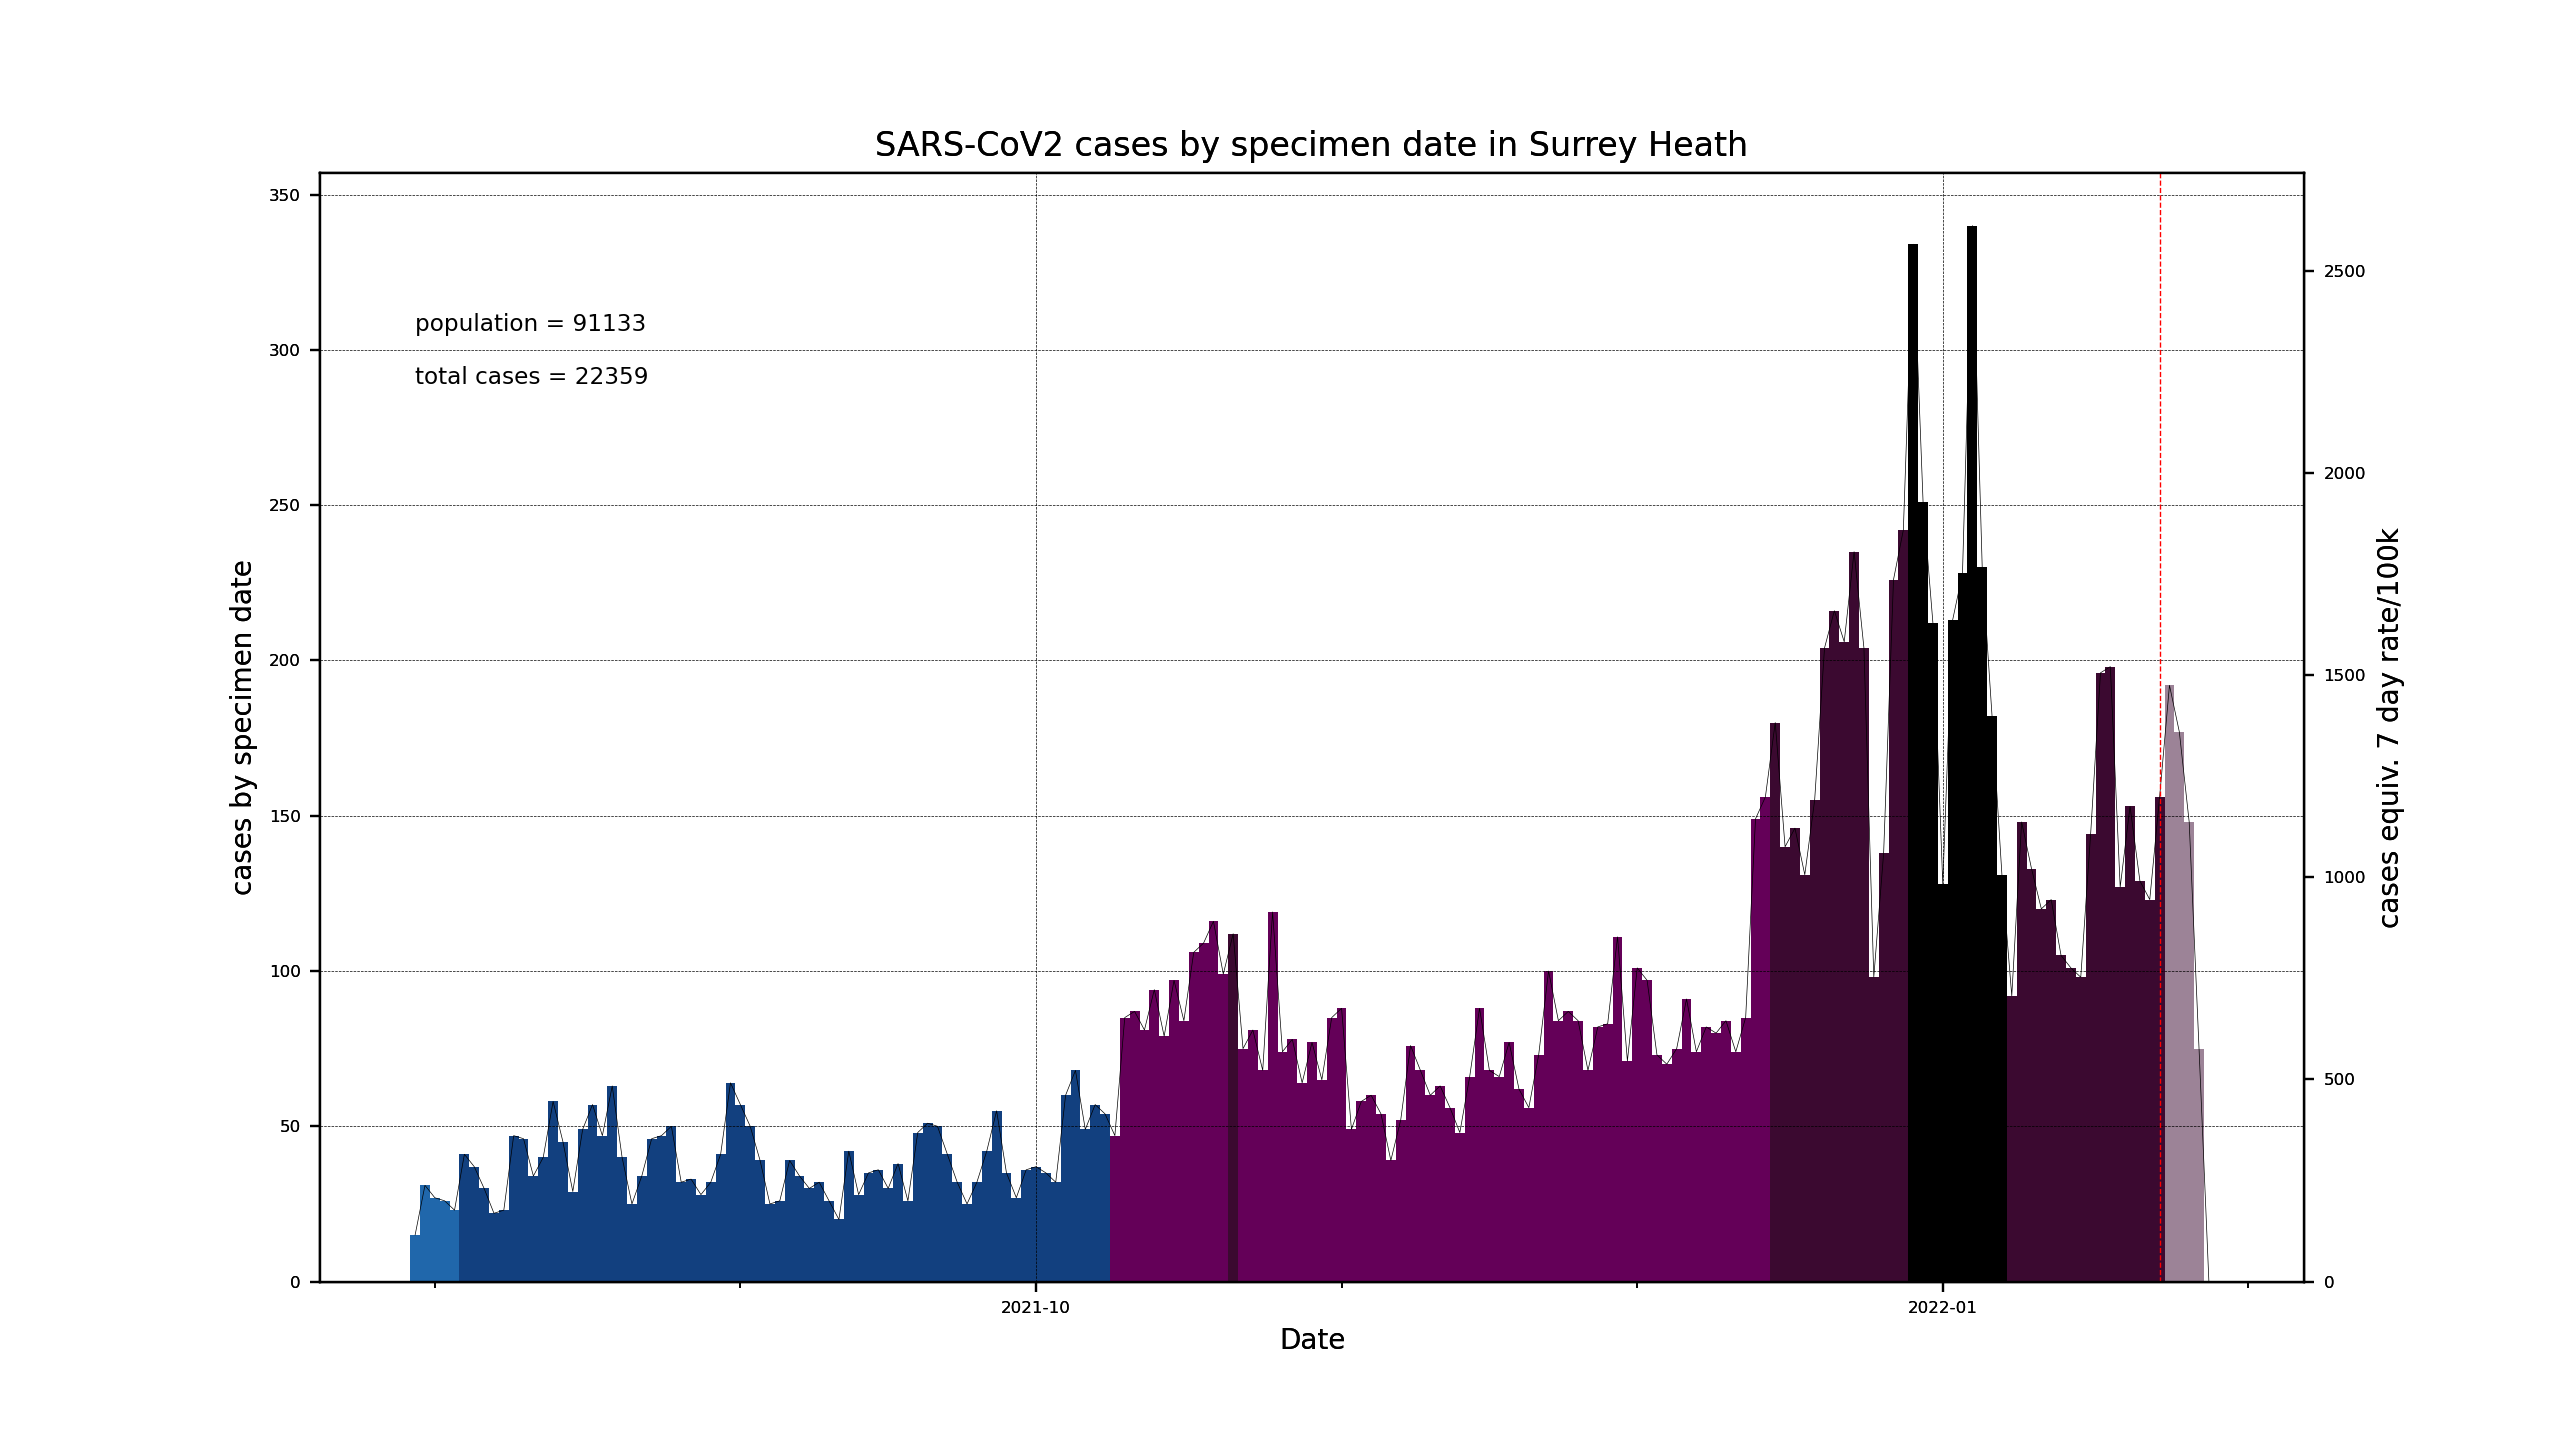 SARS-CoV2 cases by specimen date in Surrey Heath
350
300
250
200
150
100
50
0
cases by specimen date
population = 91133
total cases = 22359
2500
2000
1500
1000
500
0
cases equiv. 7 day rate/100k
2021-10
2022-01
Date